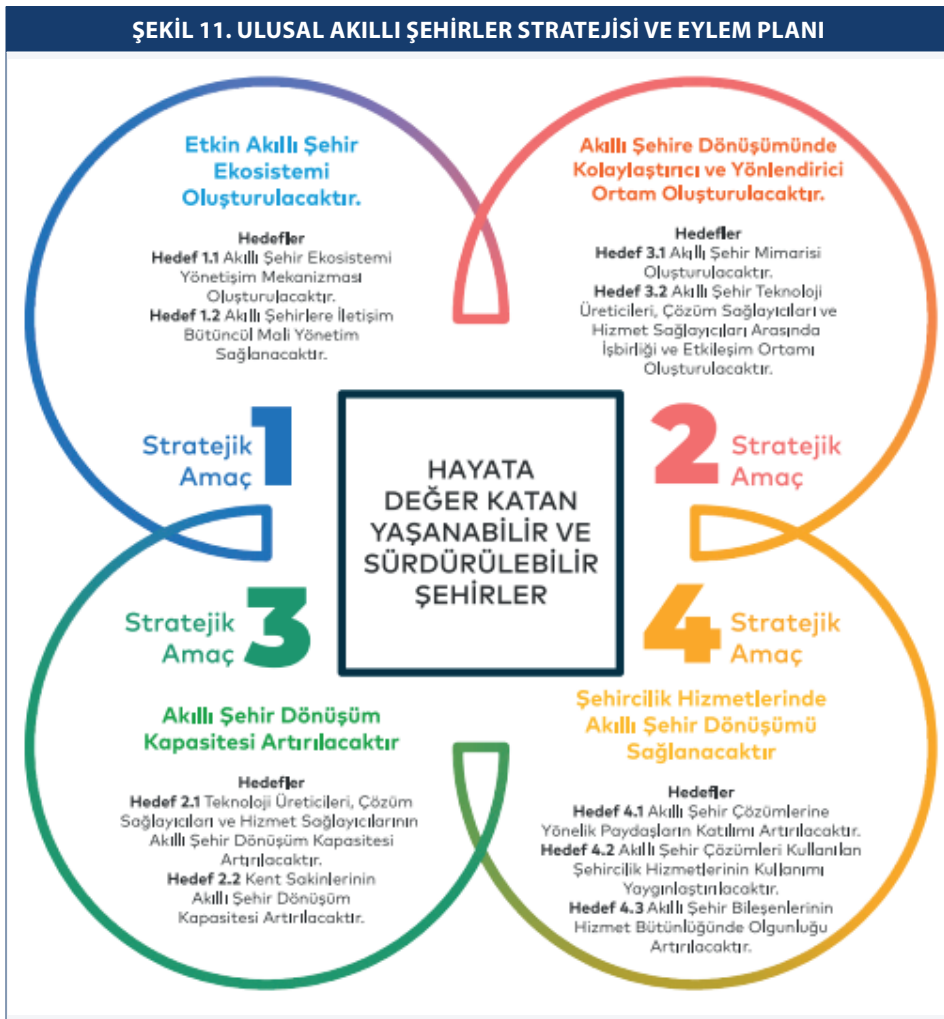 ŞEKİL 11. ULUSAL AKILLI ŞEHİRLER STRATEJİSİ VE EYLEM PLANI
Etkin Akıllı Şehir
Ekosistemi
Oluşturulacaktır.
Hedefler
Hedef 1.1 Akıllı Şehir Ekosistemi
Yönetişim Mekanizması
Oluşturulacaktır.
Hedef 1.2 Akıllı Şehirlere İletişim
Bütüncül Mali Yönetim
Sağlanacaktır.
Stratejik
Amaç
1
Akıllı Şehire Dönüşümünde
Kolaylaştırıcı ve Yönlendirici
Ortam Oluşturulacaktır.
Hedefler
Hedef 3.1 Akıllı Şehir Mimarisi
Oluşturulacaktır.
Hedef 3.2 Akıllı Şehir Teknoloji
Üreticileri, Çözüm Sağlayıcıları ve
Hizmet Sağlayıcıları Arasında
İşbirliği ve Etkileşim Ortamı
Oluşturulacaktır.
2
Stratejik
Amaç
HAYATA
DEĞER KATAN
YAŞANABİLİR VE
SÜRDÜRÜLEBİLİR
ŞEHİRLER
Stratejik
Amaç
3
Akıllı Şehir Dönüşüm
Kapasitesi Artırılacaktır
Hedefler
Hedef 2.1 Teknoloji Üreticileri, Çözüm
Sağlayıcıları ve Hizmet Sağlayıcılarının
Akıllı Şehir Dönüşüm Kapasitesi
Artırılacaktır.
Hedef 2.2 Kent Sakinlerinin
Akıllı Şehir Dönüşüm
Kapasitesi Artırılacaktır.
4
Stratejik
Amaç
Şehircilik Hizmetlerinde
Akıllı Şehir Dönüşümü
Sağlanacaktır
Hedefler
Hedef 4.1 Akıllı Şehir Çözümlerine
Yönelik Paydaşların Katılımı Artırılacaktır.
Hedef 4.2 Akıllı Şehir Çözümleri Kullanılan
Şehircilik Hizmetlerinin Kullanımı
Yaygınlaştırılacaktır.
Hedef 4.3 Akıllı Şehir Bileşenlerinin
Hizmet Bütünlüğünde Olgunluğu
Artırılacaktır.